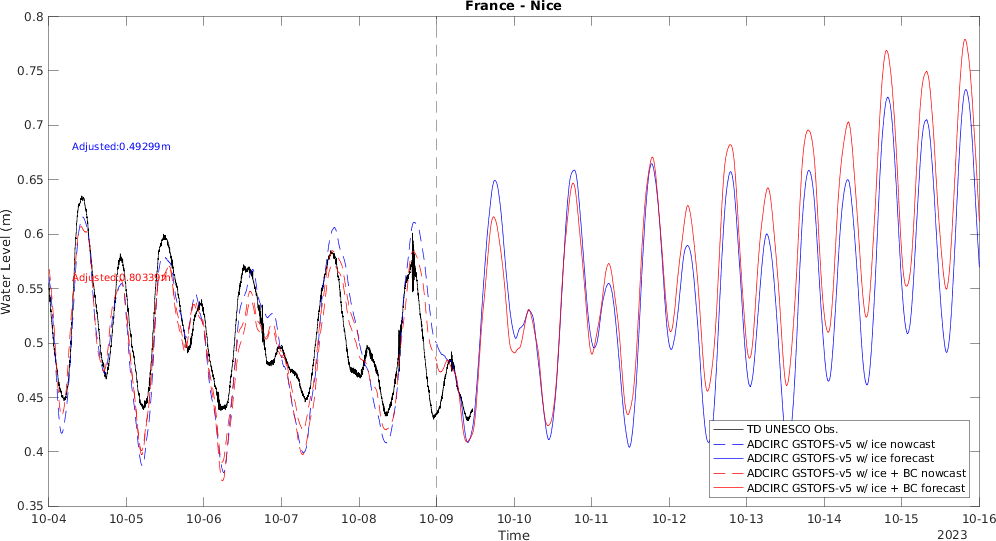 France - Nice
Water Level (m)
0.8
0.75
0.7
0.65
0.6
0.55
0.5
0.45
0.4
0.35
Adjusted:0.49299m
Adjusted:0.80339m
TD UNESCO Obs.
ADCIRC GSTOFS-v5 w/ ice nowcast
ADCIRC GSTOFS-v5 w/ ice forecast
ADCIRC GSTOFS-v5 w/ ice + BC nowcast
ADCIRC GSTOFS-v5 w/ ice + BC forecast
10-04 10-05 10-06 10-07 10-08 10-09 10-10 10-11 10-12 10-13 10-14 10-15 10-16
Time
2023